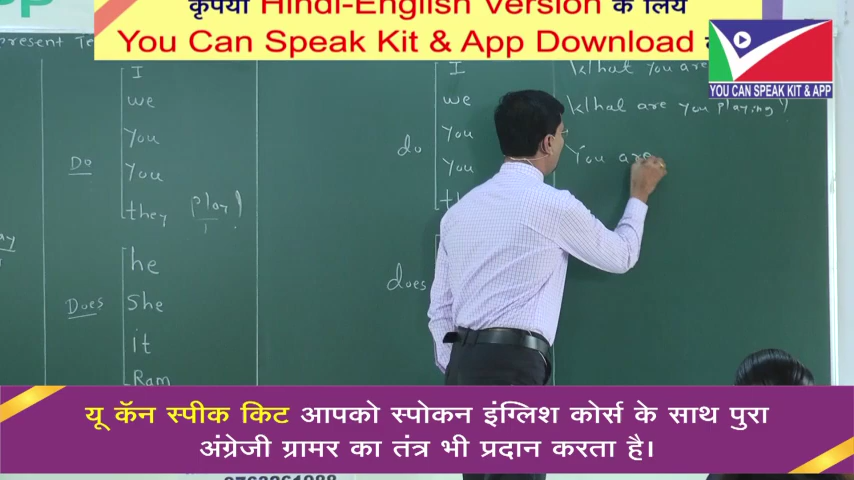 कृपया Hindi-English Version के लिये
You Can Speak Kit & App Download
YOU CAN SPEAK KIT & APP
present Te
I
we
you
Do
you
they play!
he
Does
She
it
Ram
I
we
you
do
you
does
What you are
What are you playing!
You are
यू कॅन स्पीक किट आपको स्पोकन इंग्लिश कोर्स के साथ पुरा
अंग्रेजी ग्रामर का तंत्र भी प्रदान करता है।